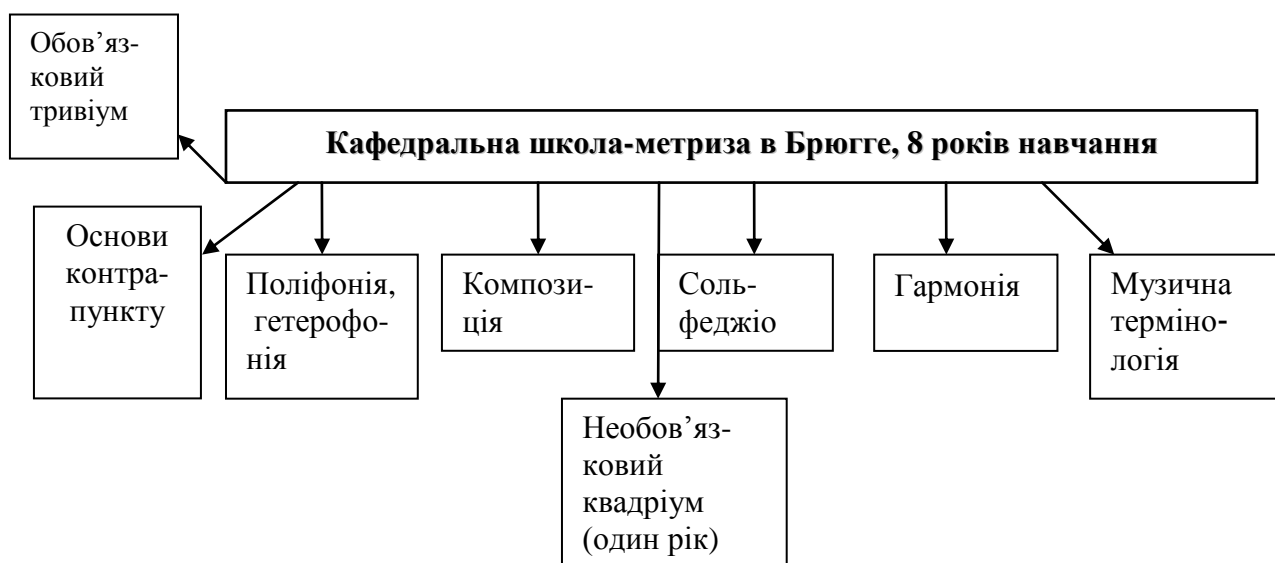 Обов’яз-
ковий
тривіум
Кафедральна школа-метриза в Брюгге, 8 років навчання
Основи
контра-
пункту
Поліфонія,
гетерофо-
нія
Компози-
ція
Соль-
феджіо
Гармонія
Музична
терміно-
логія
Необов’яз-
ковий
квадріум
(один рік)